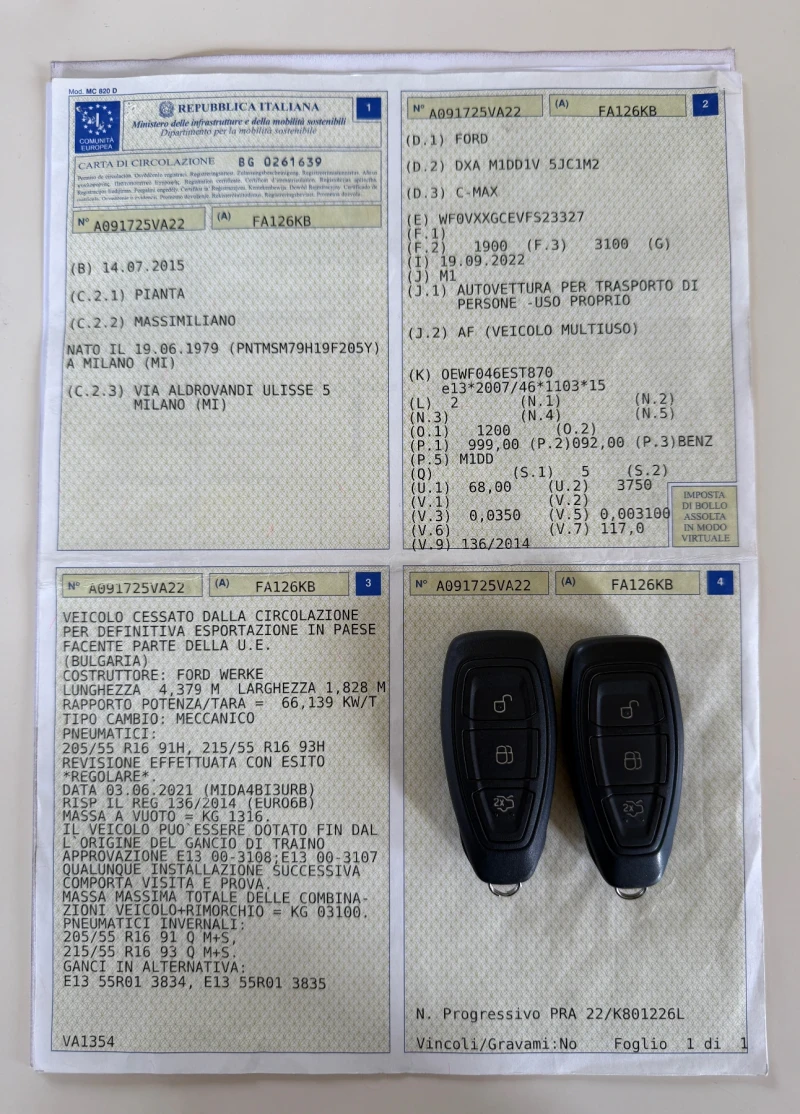 Mod. MC 820 D
REPUBBLICA ITALIANA
1
Ministero delle infrastrutture e della mobilità sostenibili
Dipartimento per la mobilità sostenibile
COMUNITÀ
EUROPEA
CARTA DI CIRCOLAZIONE BG 0261639
N° A091725VA22 (A) FA126KB
(B) 14.07.2015
(C.2.1) PIANTA
(C.2.2) MASSIMILIANO
NATO IL 19.06.1979 (PNTMSM79H19F205Y)
A MILANO (MI)
(C.2.3) VIA ALDROVANDI ULISSE 5
MILANO (MI)
N° A091725VA22 (A) FA126KB 2
(D.1) FORD
(D.2) DXA M1DD1V 5JC1M2
(D.3) C-MAX
(E) WF0VXXGCEVFS23327
(F.1)
(F.2) 1900 (F.3) 3100 (G)
(I) 19.09.2022
(J) M1
(J.1) AUTOVETTURA PER TRASPORTO DI
PERSONE -USO PROPRIO
(J.2) AF (VEICOLO MULTIUSO)
(K) OEWF046EST870
e13*2007/46*1103*15
(L) 2 (N.1) (N.2)
(N.3) (N.4) (N.5)
(O.1) 1200 (O.2)
(P.1) 999,00 (P.2)092,00 (P.3)BENZ
(P.5) M1DD
(Q) (S.1) 5 (S.2)
(U.1) 68,00 (U.2) 3750
(V.1) (V.2)
(V.3) 0,0350 (V.5) 0,003100
(V.6) (V.7) 117,0
(V.9) 136/2014
IMPOSTA
DI BOLLO
ASSOLTA
IN MODO
VIRTUALE
N° A091725VA22 (A) FA126KB 3
VEICOLO CESSATO DALLA CIRCOLAZIONE
PER DEFINITIVA ESPORTAZIONE IN PAESE
FACENTE PARTE DELLA U.E.
(BULGARIA)
COSTRUTTORE: FORD WERKE
LUNGHEZZA 4,379 M LARGHEZZA 1,828 M
RAPPORTO POTENZA/TARA = 66,139 KW/T
TIPO CAMBIO: MECCANICO
PNEUMATICI:
205/55 R16 91H, 215/55 R16 93H
REVISIONE EFFETTUATA CON ESITO
*REGOLARE*.
DATA 03.06.2021 (MIDA4BI3URB)
RISP IL REG 136/2014 (EURO6B)
MASSA A VUOTO = KG 1316.
IL VEICOLO PUO`ESSERE DOTATO FIN DAL
L`ORIGINE DEL GANCIO DI TRAINO
APPROVAZIONE E13 00-3108;E13 00-3107
QUALUNQUE INSTALLAZIONE SUCCESSIVA
COMPORTA VISITA E PROVA.
MASSA MASSIMA TOTALE DELLE COMBINA-
ZIONI VEICOLO+RIMORCHIO = KG 03100.
PNEUMATICI INVERNALI:
205/55 R16 91 Q M+S,
215/55 R16 93 Q M+S.
GANCI IN ALTERNATIVA:
E13 55R01 3834, E13 55R01 3835
VA1354
N° A091725VA22 (A) FA126KB 4
2x
2x
N. Progressivo PRA 22/K801226L
Vincoli/Gravami:No Foglio 1 di 1